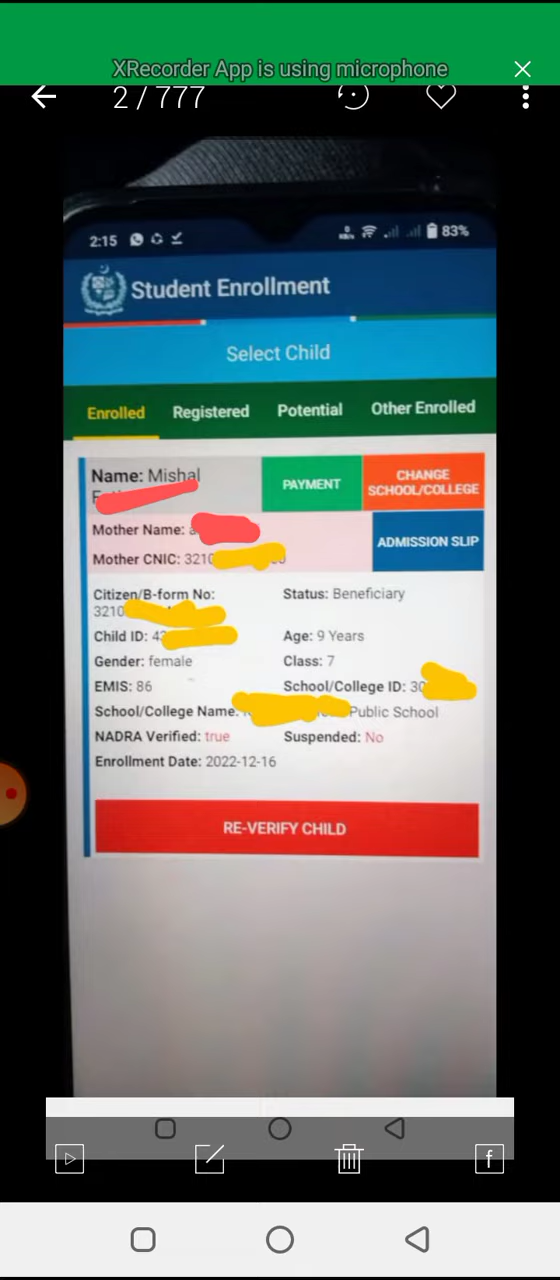 XRecorder App is using microphone
2 / 777
2:15 83%
Student Enrollment
Select Child
Enrolled Registered Potential Other Enrolled
Name: Mishal
PAYMENT
CHANGE
SCHOOL/COLLEGE
Mother Name:
Mother CNIC: 3210
ADMISSION SLIP
Citizen/B-form No: Status: Beneficiary
3210
Child ID: 4 Age: 9 Years
Gender: female Class: 7
EMIS: 86 School/College ID: 30
School/College Name: Public School
NADRA Verified: true Suspended: No
Enrollment Date: 2022-12-16
RE-VERIFY CHILD
f